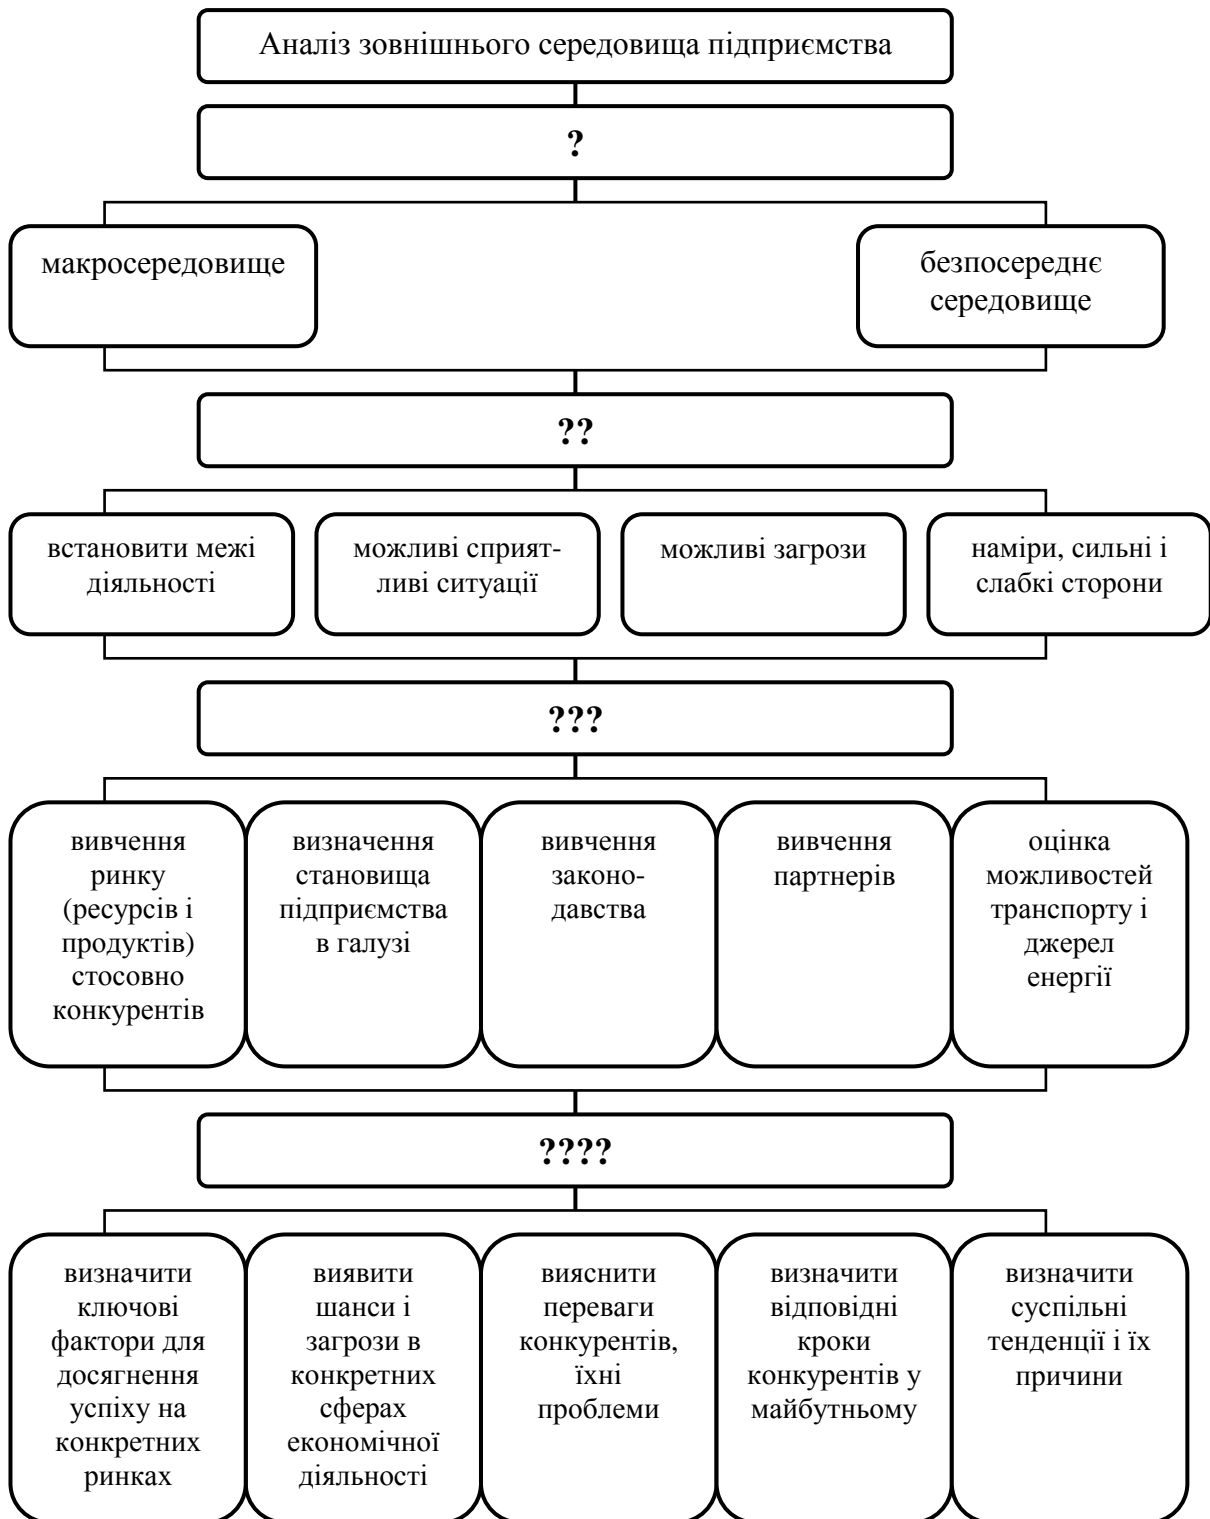 Аналіз зовнішнього середовища підприємства
?
макросередовище
безпосереднє
середовище
??
встановити межі
діяльності
можливі сприят-
ливі ситуації
можливі загрози
наміри, сильні і
слабкі сторони
???
вивчення
ринку
(ресурсів і
продуктів)
стосовно
конкурентів
визначення
становища
підприємства
в галузі
вивчення
законо-
давства
вивчення
партнерів
оцінка
можливостей
транспорту і
джерел
енергії
????
визначити
ключові
фактори для
досягнення
успіху на
конкретних
ринках
виявити
шанси і
загрози в
конкретних
сферах
економічної
діяльності
вияснити
переваги
конкурентів,
їхні
проблеми
визначити
відповідні
кроки
конкурентів у
майбутньому
визначити
суспільні
тенденції і їх
причини